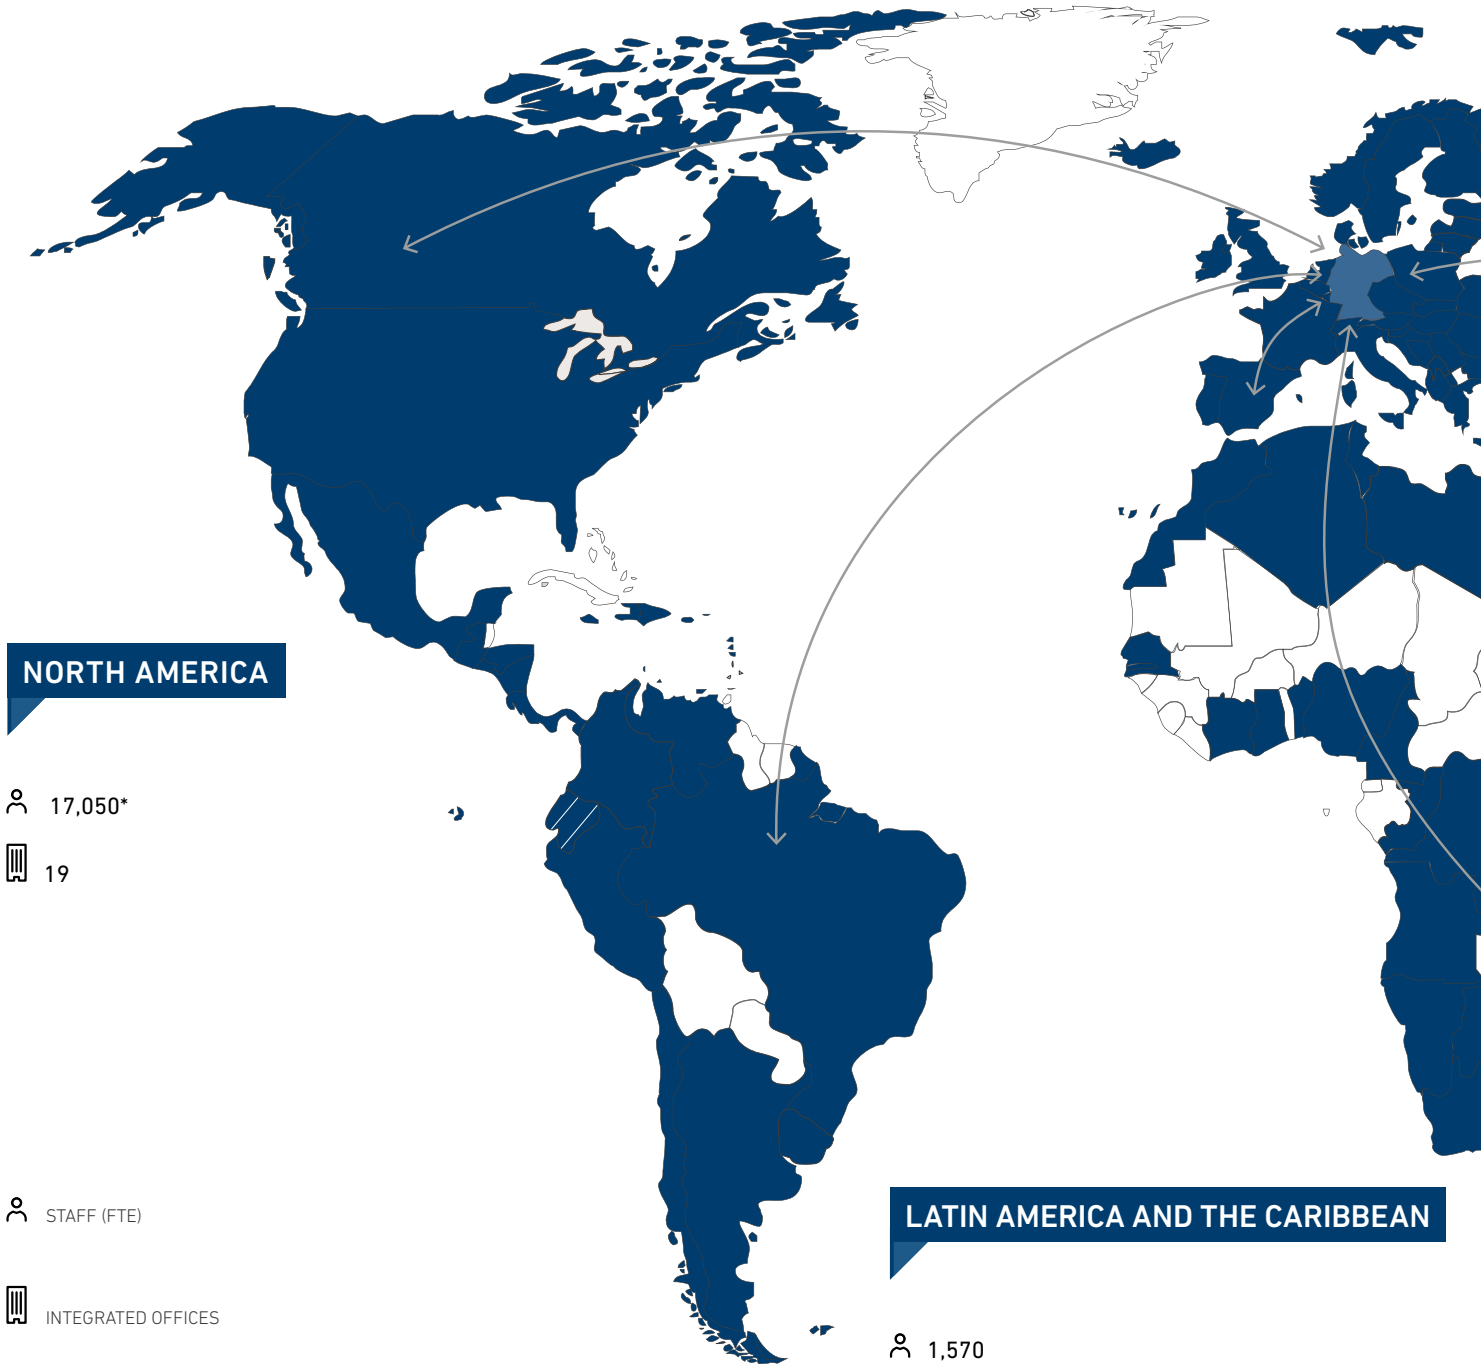 NORTH AMERICA
17,050*
19
STAFF (FTE)
INTEGRATED OFFICES
LATIN AMERICA AND THE CARIBBEAN
1,570